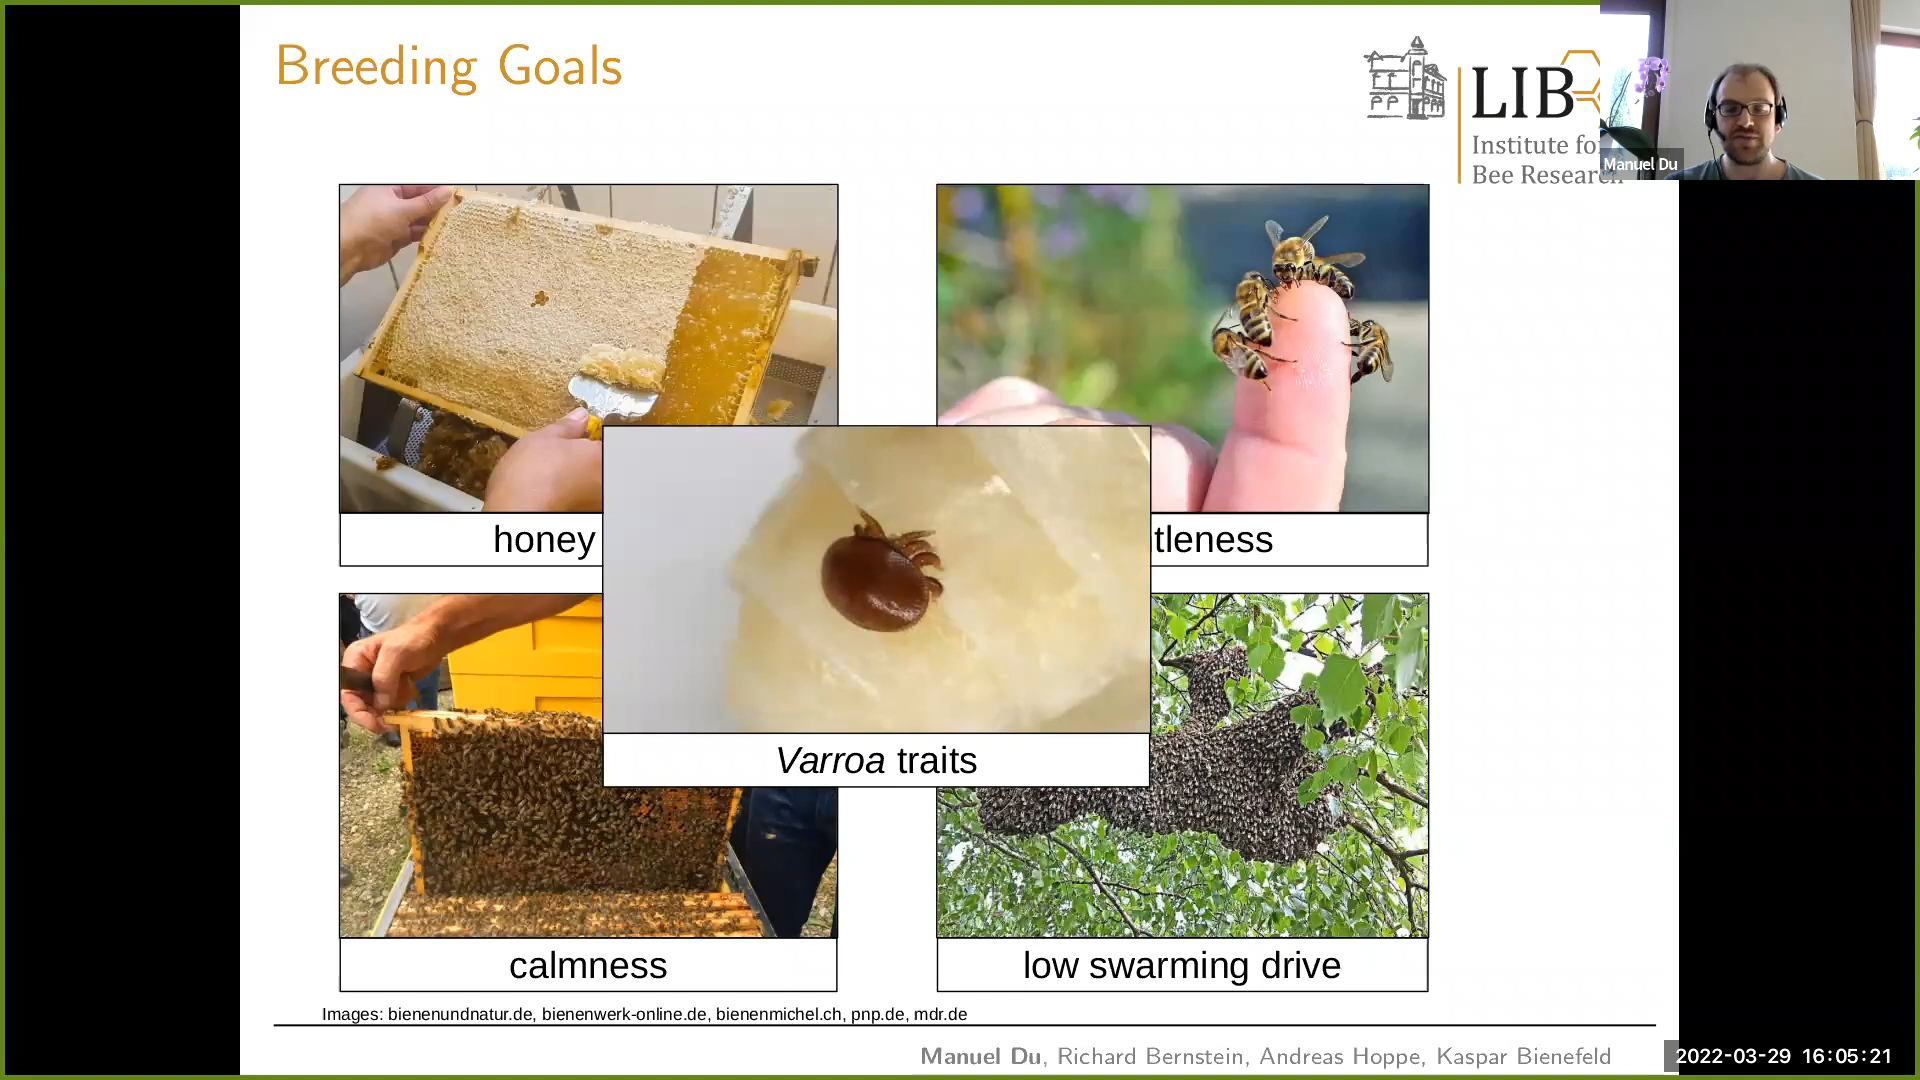 Breeding Goals
LIB
Institute for
Bee Research
Manuel Du
honey
tleness
Varroa traits
calmness
low swarming drive
Images: bienenundnatur.de, bienenwerk-online.de, bienenmichel.ch, pnp.de, mdr.de
Manuel Du, Richard Bernstein, Andreas Hoppe, Kaspar Bienefeld
2022-03-29 16:05:21